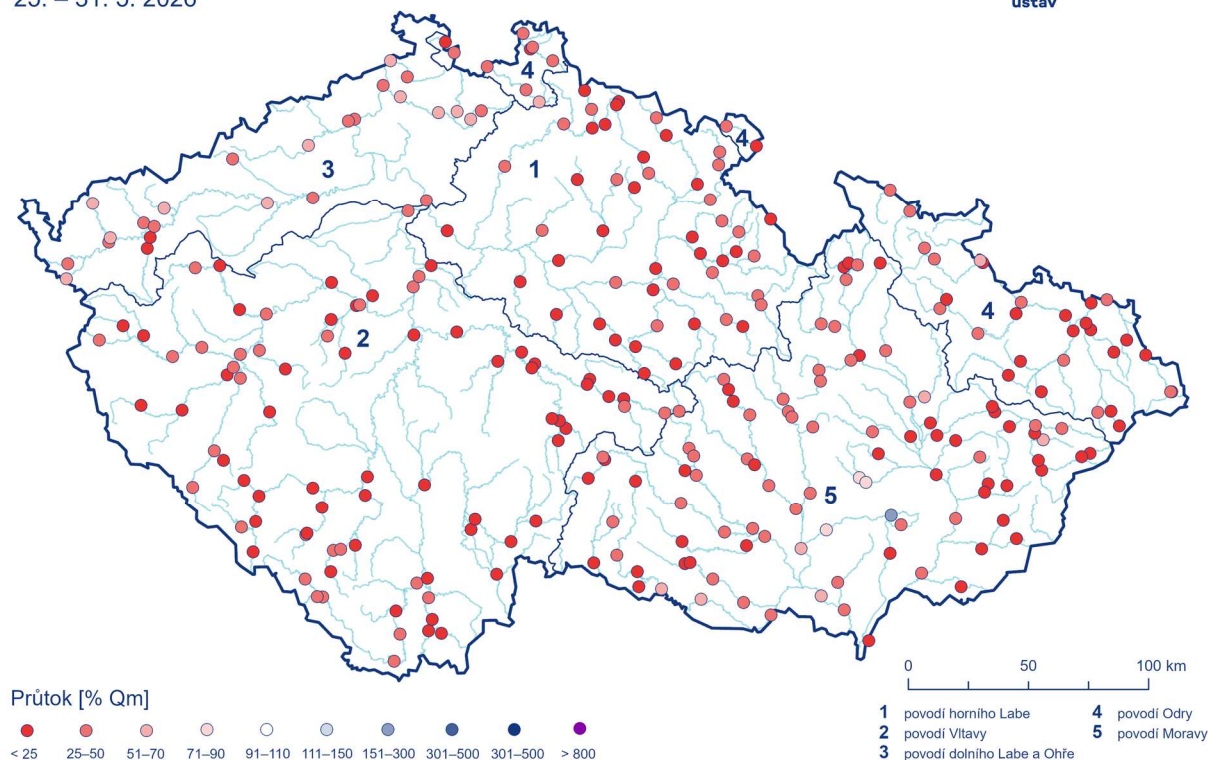 25. – 31. 5. 2026
ústav
4
4
1
3
4
2
5
0 50 100 km
Průtok [% Qm]
< 25 25–50 51–70 71–90 91–110 111–150 151–300 301–500 301–500 > 800
1 povodí horního Labe
2 povodí Vltavy
3 povodí dolního Labe a Ohře
4 povodí Odry
5 povodí Moravy